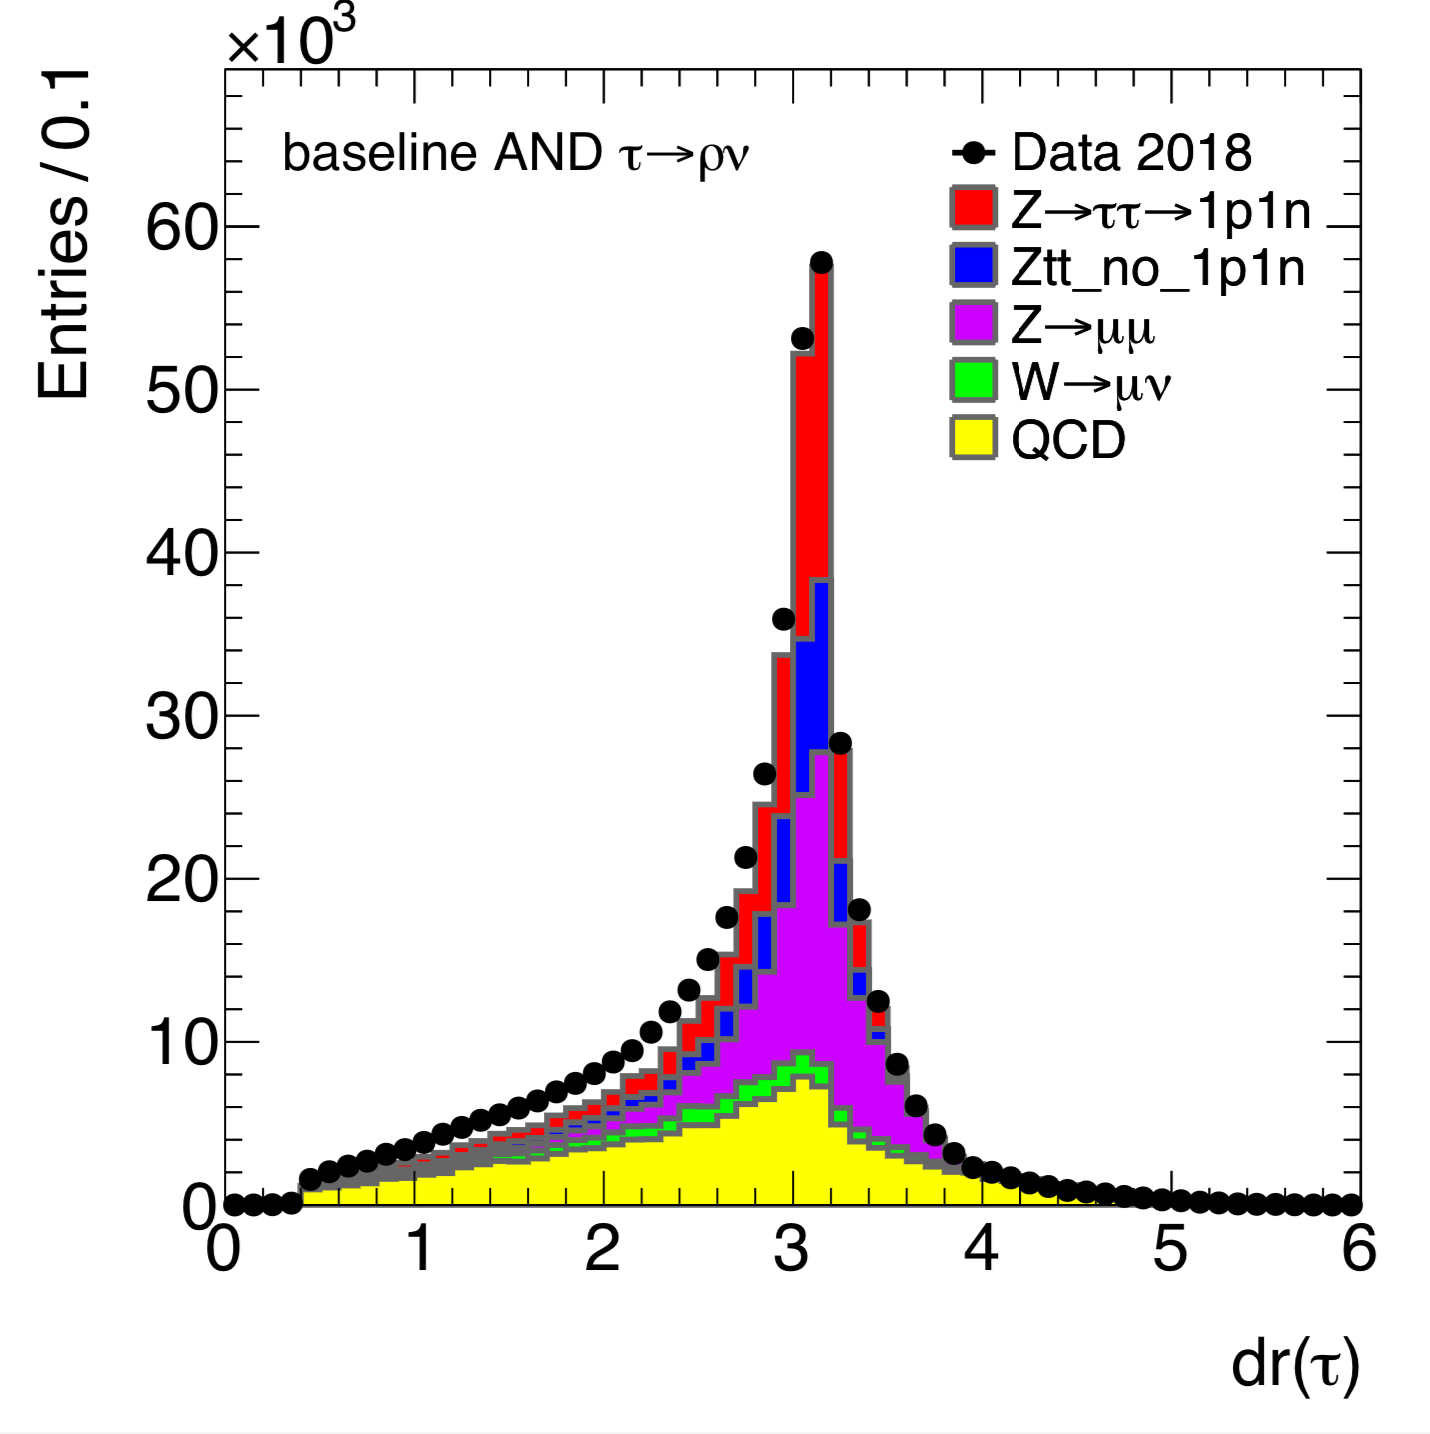 ×10³
Entries / 0.1
baseline AND τ→ρν
Data 2018
Z→ττ→1p1n
Ztt_no_1p1n
Z→μμ
W→μν
QCD
60
50
40
30
20
10
0
0 1 2 3 4 5 6
dr(τ)